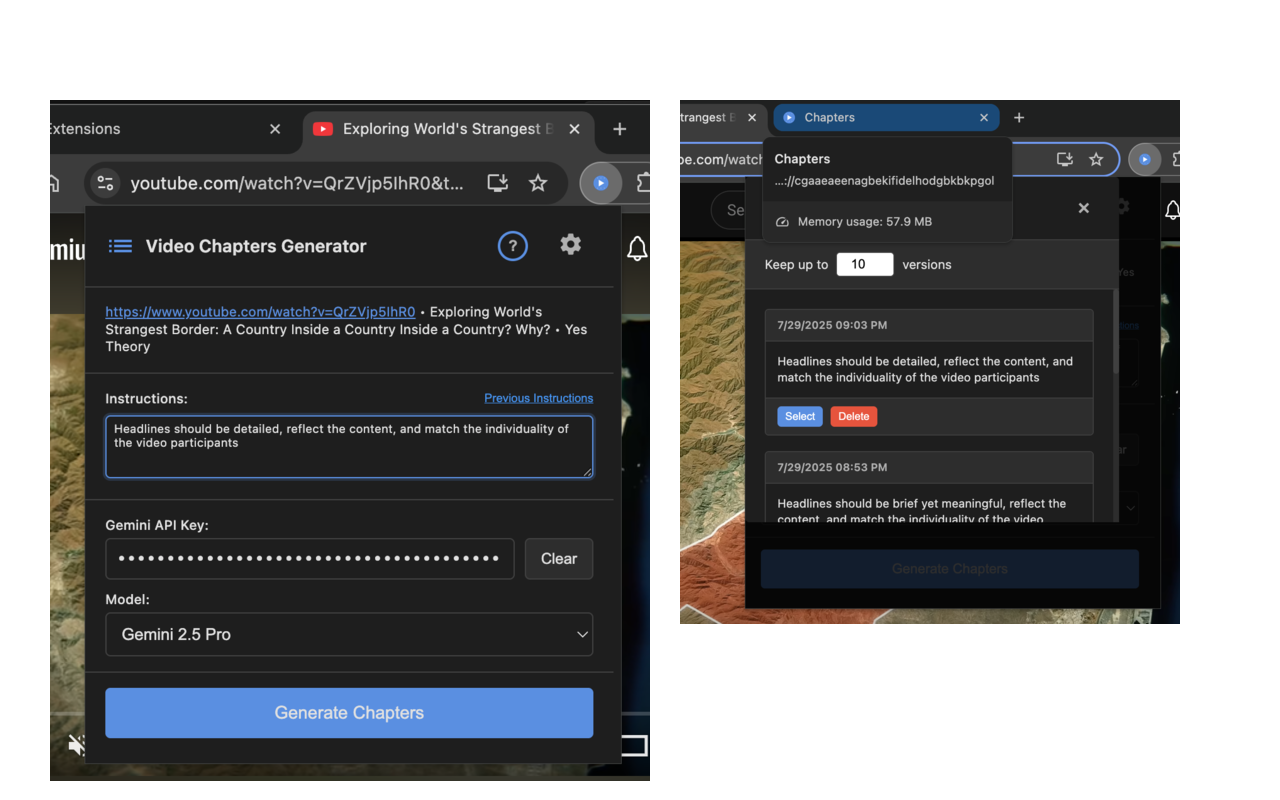 Extensions
Exploring World's Strangest B
youtube.com/watch?v=QrZVjp5IhR0&t...
Video Chapters Generator
?
https://www.youtube.com/watch?v=QrZVjp5IhR0 • Exploring World's
Strangest Border: A Country Inside a Country Inside a Country? Why? • Yes
Theory
Instructions:
Previous Instructions
Headlines should be detailed, reflect the content, and match the individuality of
the video participants
Gemini API Key:
Clear
Model:
Gemini 2.5 Pro
Generate Chapters
trangest B
Chapters
be.com/watch
Chapters
...://cgaaeaeenagbekifidelhodgbkbkpgol
Memory usage: 57.9 MB
Se
Keep up to 10 versions
Yes
7/29/2025 09:03 PM
Headlines should be detailed, reflect the content, and
match the individuality of the video participants
Select
Delete
7/29/2025 08:53 PM
Headlines should be brief yet meaningful, reflect the
content, and match the individuality of the video
Generate Chapters